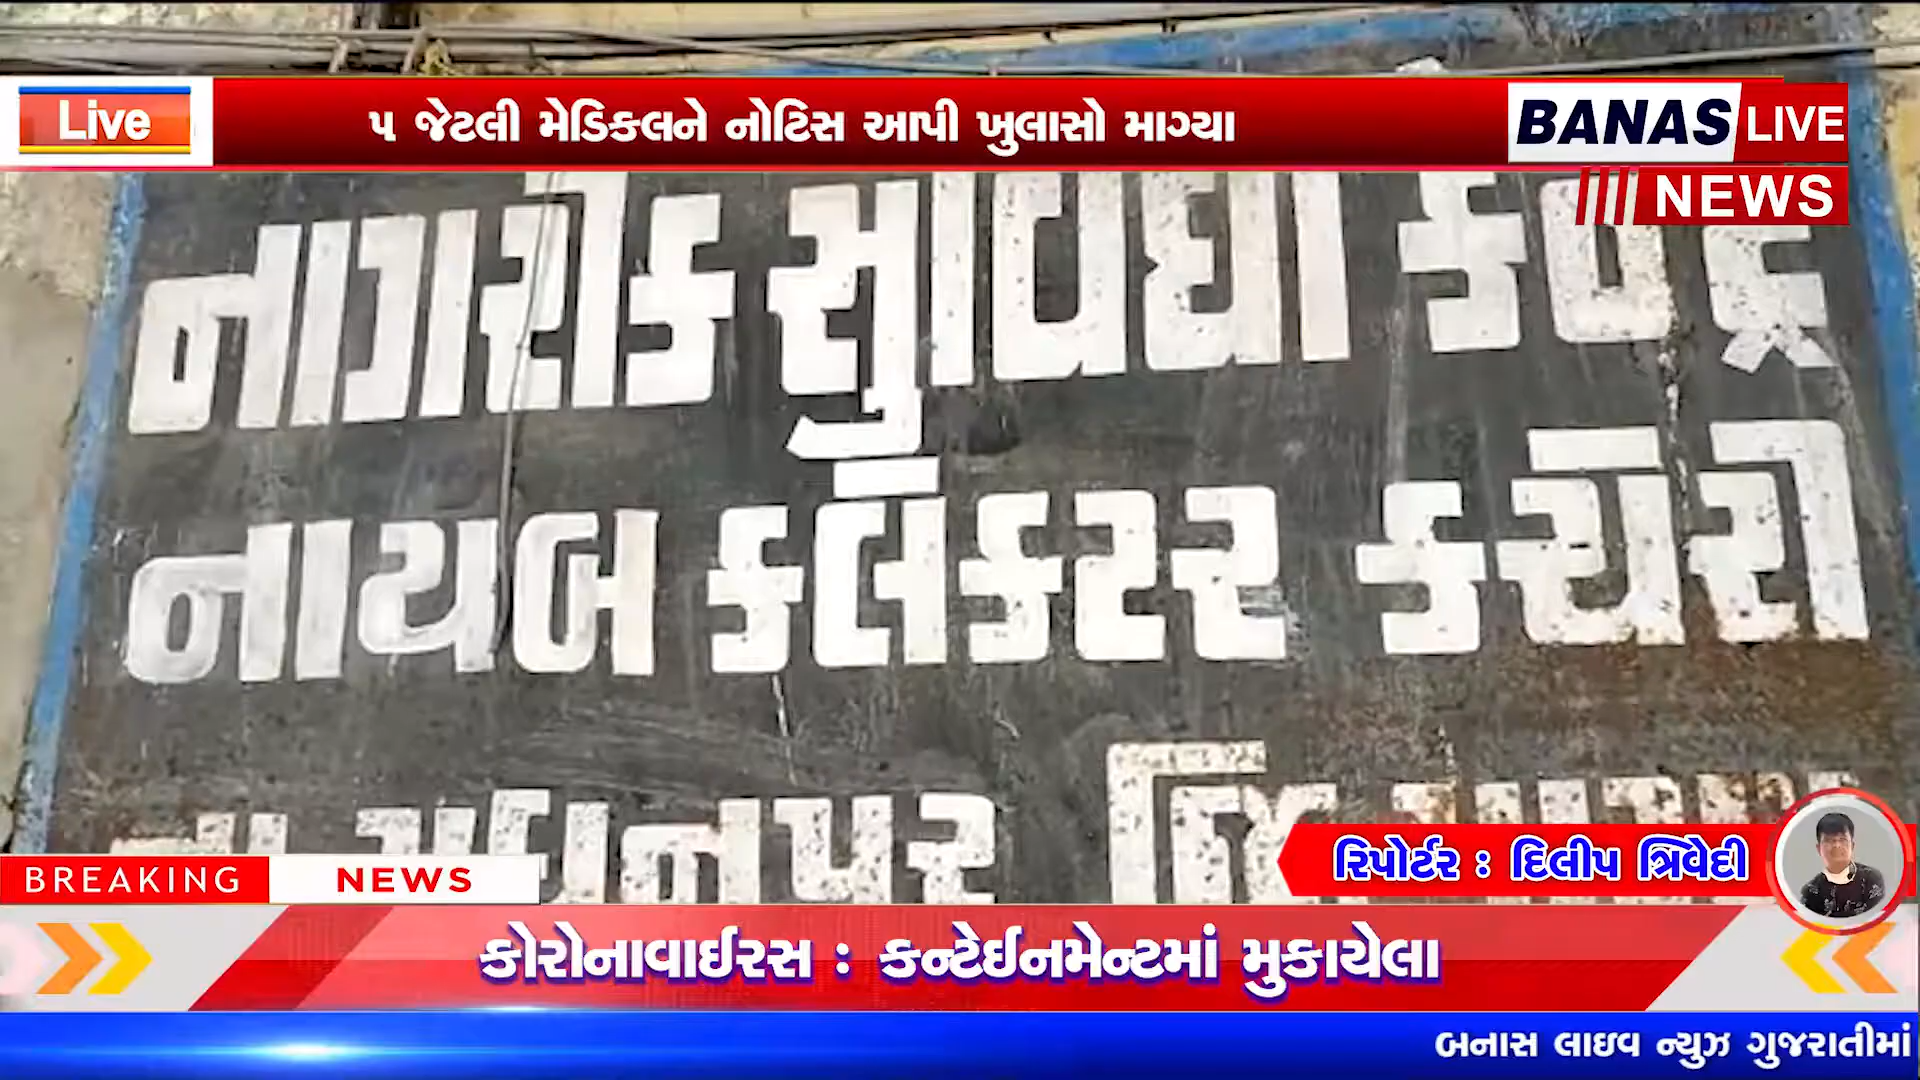 Live
૫ જેટલી મેડિકલને નોટિસ આપી ખુલાસો માગ્યા
BANAS LIVE
NEWS
નાગરીક સુવિધા કેન્દ્ર
નાયબ કલેકટર કચેરી
રિપોર્ટર : દિલીપ ત્રિવેદી
BREAKING NEWS
કોરોનાવાઈરસ : કન્ટેઈનમેન્ટમાં મુકાયેલા
બનાસ લાઇવ ન્યુઝ ગુજરાતીમાં